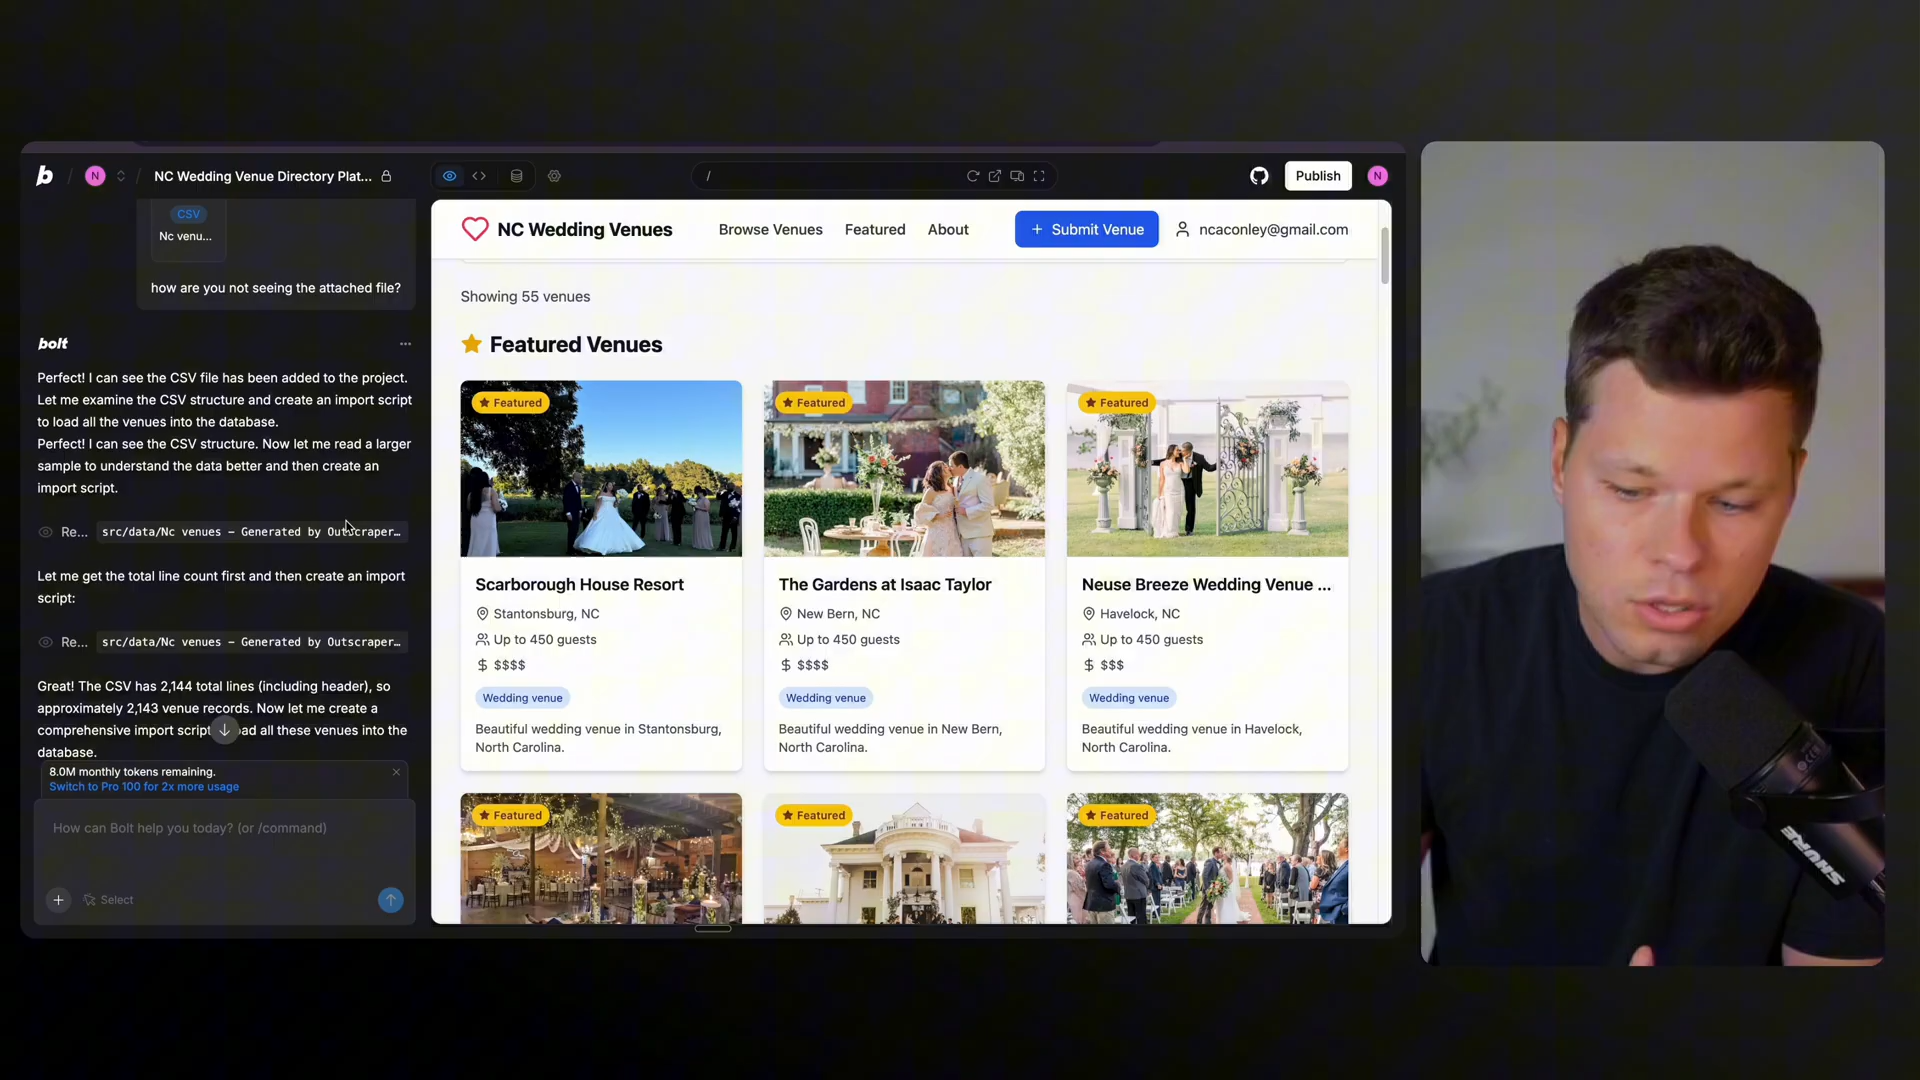 b / N / NC Wedding Venue Directory Plat...
/
Publish
N
CSV
Nc venu...
how are you not seeing the attached file?
bolt
Perfect! I can see the CSV file has been added to the project.
Let me examine the CSV structure and create an import script
to load all the venues into the database.
Perfect! I can see the CSV structure. Now let me read a larger
sample to understand the data better and then create an
import script.
Re... src/data/Nc venues – Generated by Outscraper...
Let me get the total line count first and then create an import
script:
Re... src/data/Nc venues – Generated by Outscraper...
Great! The CSV has 2,144 total lines (including header), so
approximately 2,143 venue records. Now let me create a
comprehensive import script all these venues into the
database.
8.0M monthly tokens remaining.
Switch to Pro 100 for 2x more usage
How can Bolt help you today? (or /command)
Select
NC Wedding Venues
Browse Venues
Featured
About
+ Submit Venue
ncaconley@gmail.com
Showing 55 venues
Featured Venues
Featured
Scarborough House Resort
Stantonsburg, NC
Up to 450 guests
$ $$$$
Wedding venue
Beautiful wedding venue in Stantonsburg,
North Carolina.
Featured
The Gardens at Isaac Taylor
New Bern, NC
Up to 450 guests
$ $$$$
Wedding venue
Beautiful wedding venue in New Bern,
North Carolina.
Featured
Neuse Breeze Wedding Venue ...
Havelock, NC
Up to 450 guests
$ $$$
Wedding venue
Beautiful wedding venue in Havelock,
North Carolina.
Featured
Featured
Featured
SHURE